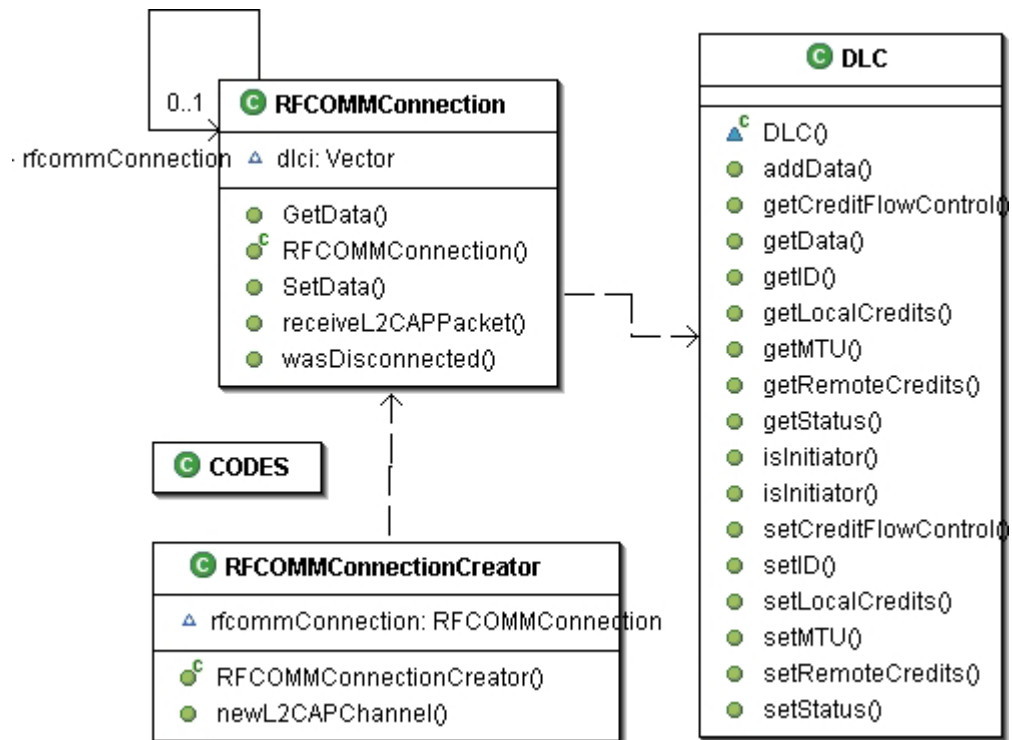 0..1
- rfcommConnection
C RFCOMMConnection
dlci: Vector
GetData()
C RFCOMMConnection()
SetData()
receiveL2CAPPacket()
wasDisconnected()
C CODES
C RFCOMMConnectionCreator
rfcommConnection: RFCOMMConnection
C RFCOMMConnectionCreator()
newL2CAPChannel()
C DLC
C DLC()
addData()
getCreditFlowControl()
getData()
getID()
getLocalCredits()
getMTU()
getRemoteCredits()
getStatus()
isInitiator()
isInitiator()
setCreditFlowControl()
setID()
setLocalCredits()
setMTU()
setRemoteCredits()
setStatus()